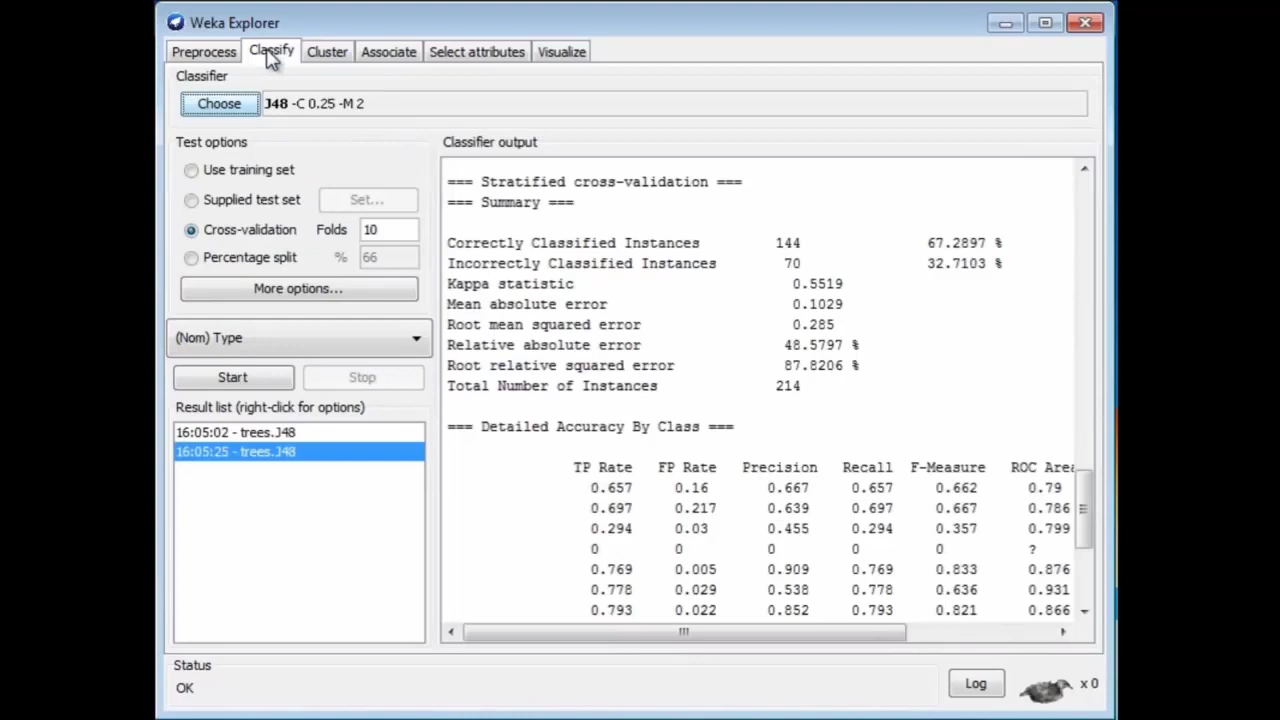 Weka Explorer
Preprocess Classify Cluster Associate Select attributes Visualize
Classifier
Choose J48 -C 0.25 -M 2
Test options
Use training set
Supplied test set Set...
Cross-validation Folds 10
Percentage split % 66
More options...
(Nom) Type
Start Stop
Result list (right-click for options)
16:05:02 - trees.J48
16:05:25 - trees.J48
Classifier output
=== Stratified cross-validation ===
=== Summary ===
Correctly Classified Instances 144 67.2897 %
Incorrectly Classified Instances 70 32.7103 %
Kappa statistic 0.5519
Mean absolute error 0.1029
Root mean squared error 0.285
Relative absolute error 48.5797 %
Root relative squared error 87.8206 %
Total Number of Instances 214
=== Detailed Accuracy By Class ===
TP Rate FP Rate Precision Recall F-Measure ROC Area
0.657 0.16 0.667 0.657 0.662 0.79
0.697 0.217 0.639 0.697 0.667 0.786
0.294 0.03 0.455 0.294 0.357 0.799
0 0 0 0 0 ?
0.769 0.005 0.909 0.769 0.833 0.876
0.778 0.029 0.538 0.778 0.636 0.931
0.793 0.022 0.852 0.793 0.821 0.866
Status
OK
Log x 0